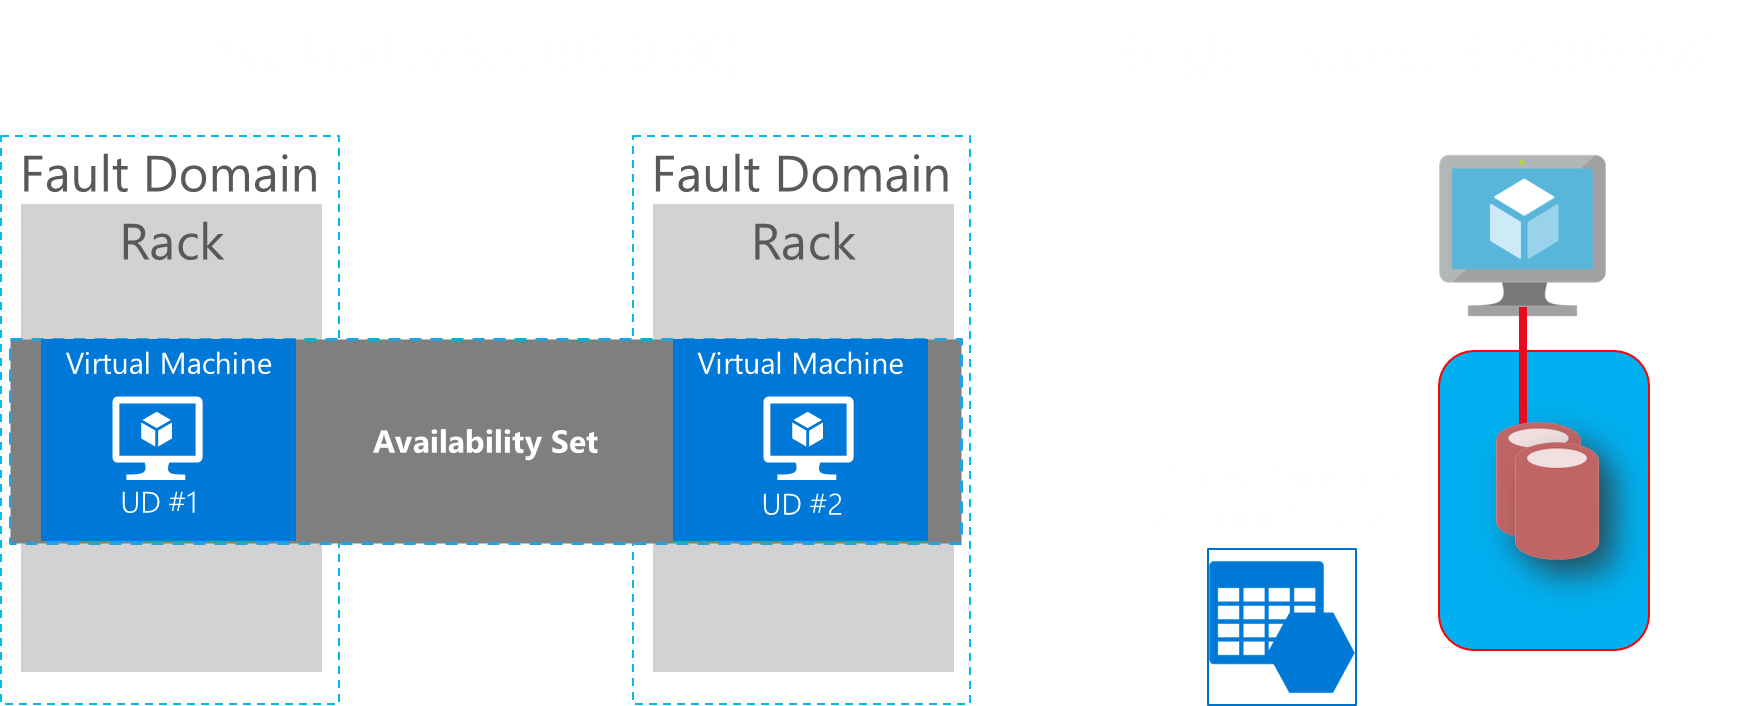 Fault Domain
Rack
Virtual Machine
UD #1
Availability Set
Fault Domain
Rack
Virtual Machine
UD #2